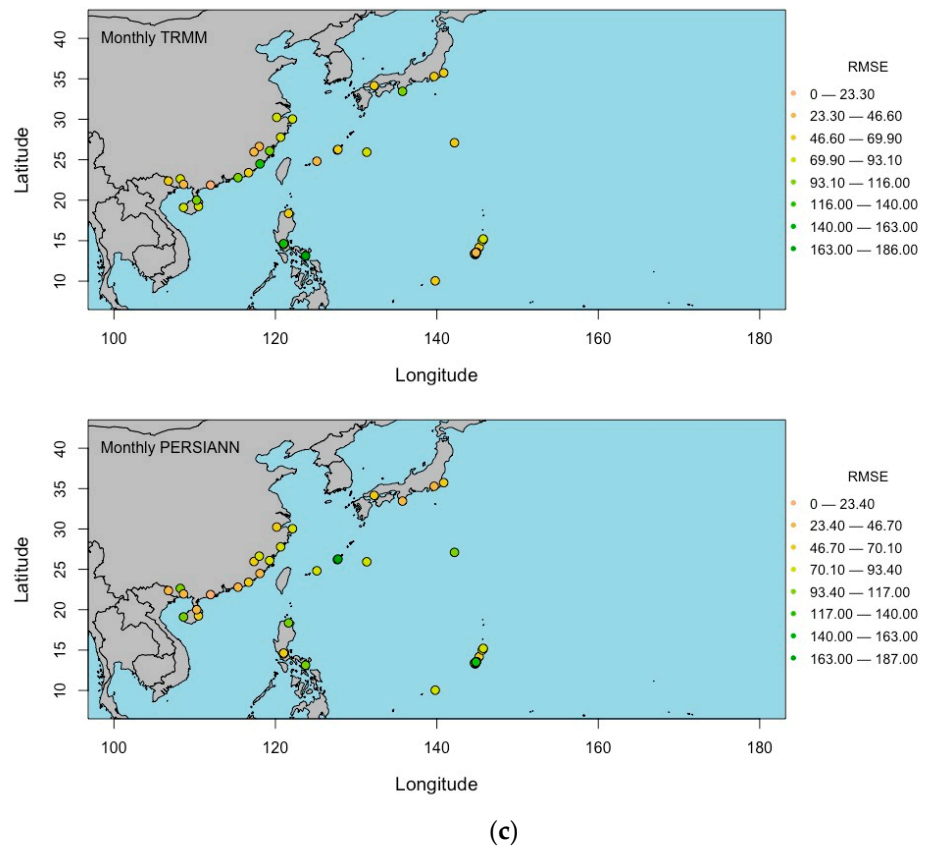 Monthly TRMM
40
35
30
25
20
15
10
Latitude
100 120 140 160 180
Longitude
RMSE
0 — 23.30
23.30 — 46.60
46.60 — 69.90
69.90 — 93.10
93.10 — 116.00
116.00 — 140.00
140.00 — 163.00
163.00 — 186.00
Monthly PERSIANN
40
35
30
25
20
15
10
Latitude
100 120 140 160 180
Longitude
RMSE
0 — 23.40
23.40 — 46.70
46.70 — 70.10
70.10 — 93.40
93.40 — 117.00
117.00 — 140.00
140.00 — 163.00
163.00 — 187.00
(c)